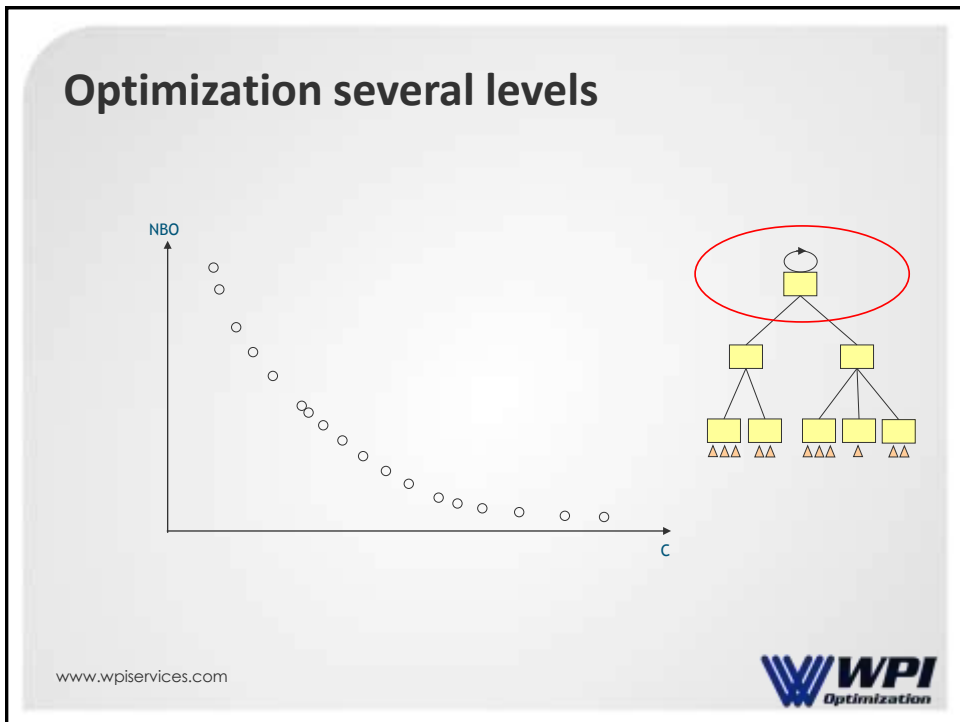 Optimization several levels
NBO
C
www.wpiservices.com
WPI
Optimization